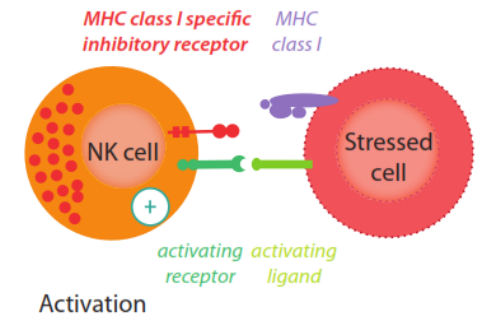 MHC class I specific
inhibitory receptor
MHC
class I
NK cell
Stressed
cell
+
activating
receptor
activating
ligand
Activation